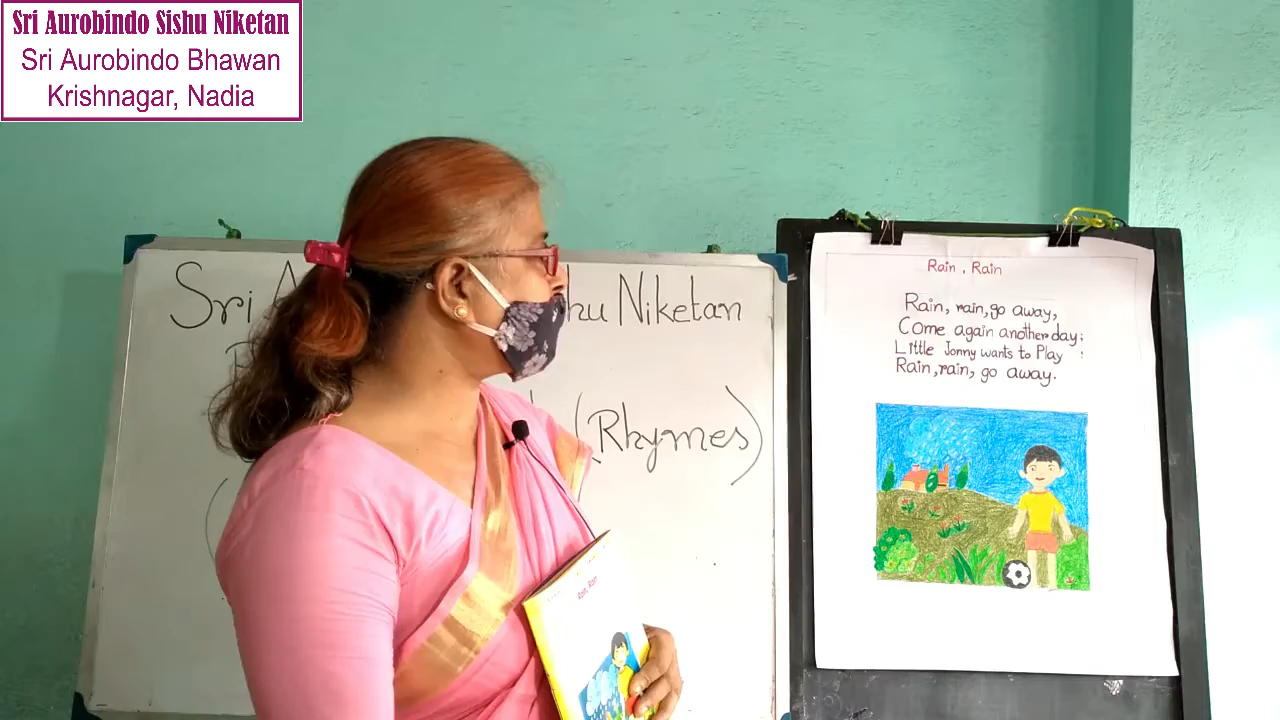 Sri Aurobindo Sishu Niketan
Sri Aurobindo Bhawan
Krishnagar, Nadia
Sri A hu Niketan
(Rhymes)
Rain, Rain
Rain, rain, go away,
Come again another day;
Little Jonny wants to Play :
Rain, rain, go away.
Rain, Rain